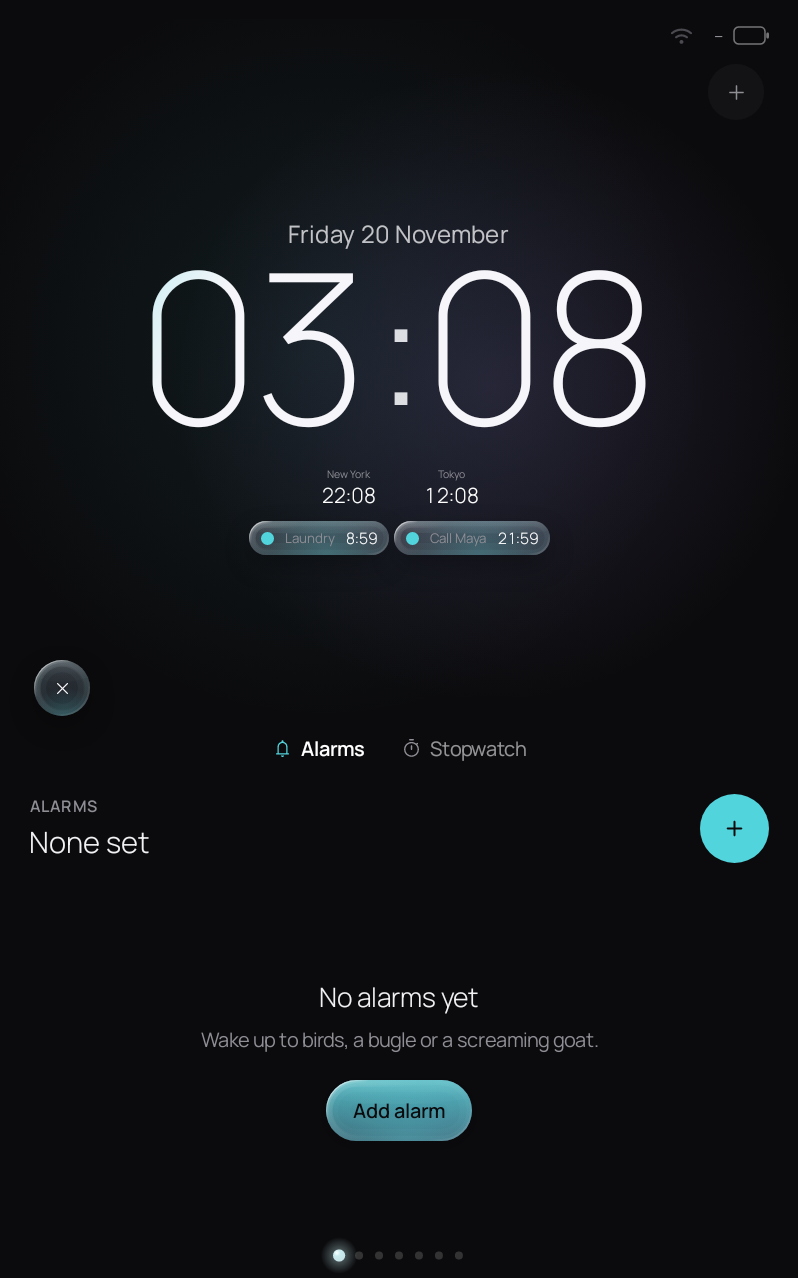 –
Friday 20 November
03:08
New York Tokyo
22:08 12:08
Laundry 8:59 Call Maya 21:59
Alarms Stopwatch
ALARMS
None set
No alarms yet
Wake up to birds, a bugle or a screaming goat.
Add alarm